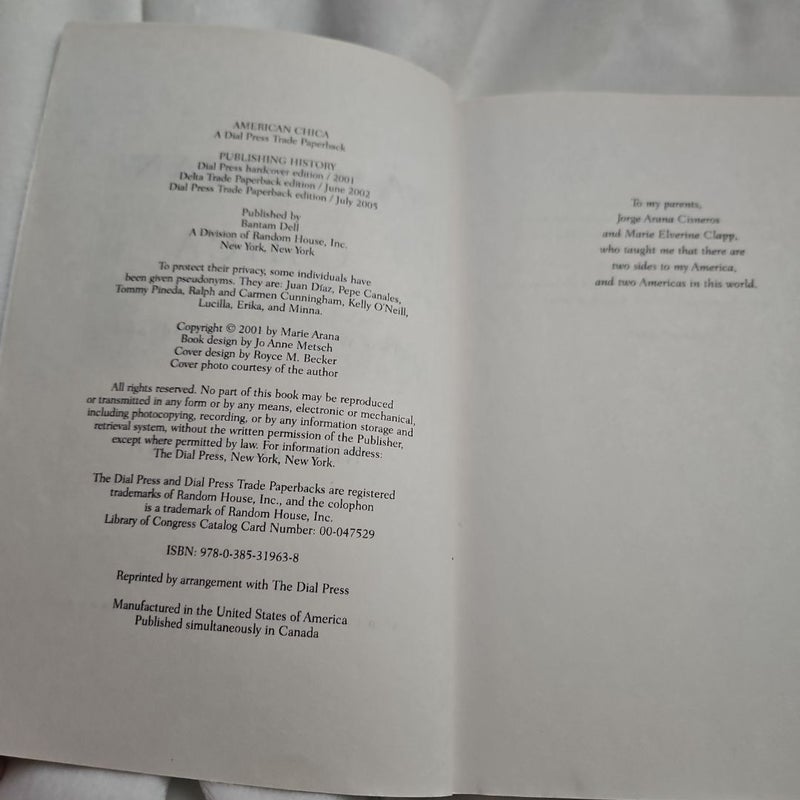 AMERICAN CHICA
A Dial Press Trade Paperback
PUBLISHING HISTORY
Dial Press hardcover edition / 2001
Delta Trade Paperback edition / June 2002
Dial Press Trade Paperback edition / July 2005
Published by
Bantam Dell
A Division of Random House, Inc.
New York, New York
To protect their privacy, some individuals have
been given pseudonyms. They are: Juan Díaz, Pepe Canales,
Tommy Pineda, Ralph and Carmen Cunningham, Kelly O'Neill,
Lucilla, Erika, and Minna.
Copyright © 2001 by Marie Arana
Book design by Jo Anne Metsch
Cover design by Royce M. Becker
Cover photo courtesy of the author
All rights reserved. No part of this book may be reproduced
or transmitted in any form or by any means, electronic or mechanical,
including photocopying, recording, or by any information storage and
retrieval system, without the written permission of the Publisher,
except where permitted by law. For information address:
The Dial Press, New York, New York.
The Dial Press and Dial Press Trade Paperbacks are registered
trademarks of Random House, Inc., and the colophon
is a trademark of Random House, Inc.
Library of Congress Catalog Card Number: 00-047529
ISBN: 978-0-385-31963-8
Reprinted by arrangement with The Dial Press
Manufactured in the United States of America
Published simultaneously in Canada
To my parents,
Jorge Arana Cisneros
and Marie Elverine Clapp,
who taught me that there are
two sides to my America,
and two Americas in this world.